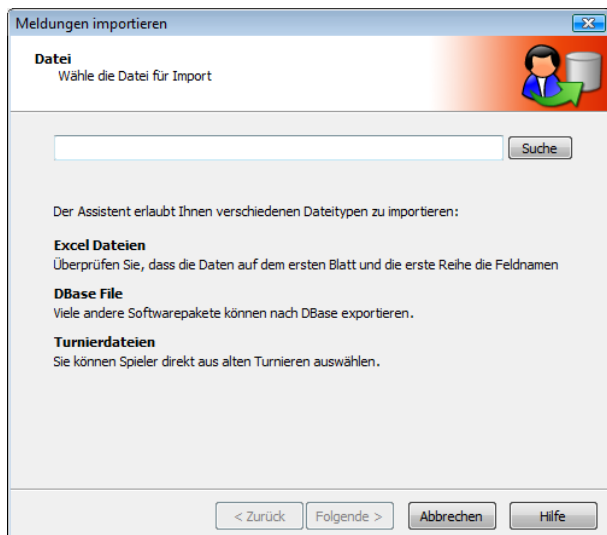 Meldungen importieren
Datei
Wähle die Datei für Import
Suche
Der Assistent erlaubt Ihnen verschiedenen Dateitypen zu importieren:
Excel Dateien
Überprüfen Sie, dass die Daten auf dem ersten Blatt und die erste Reihe die Feldnamen
DBase File
Viele andere Softwarepakete können nach DBase exportieren.
Turnierdateien
Sie können Spieler direkt aus alten Turnieren auswählen.
< Zurück Folgende > Abbrechen Hilfe